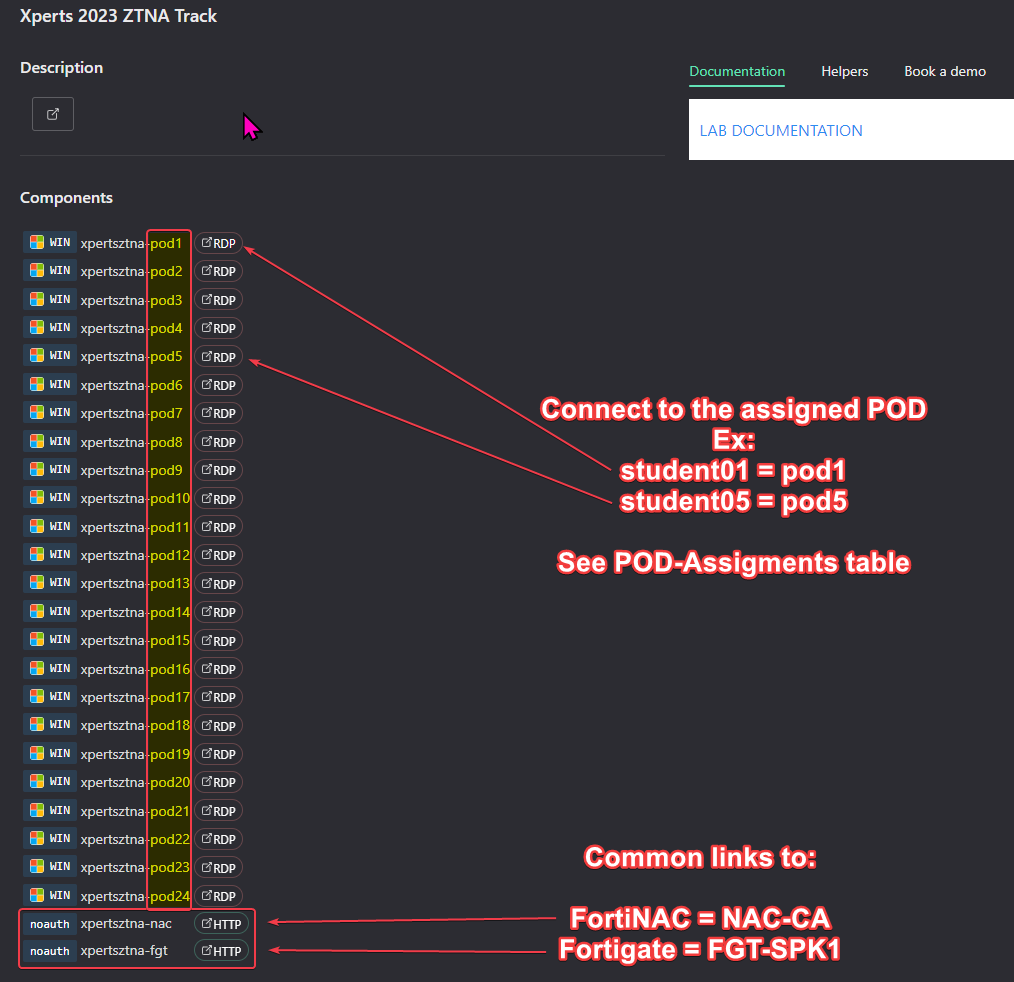 Xperts 2023 ZTNA Track
Description
Documentation Helpers Book a demo
LAB DOCUMENTATION
Components
WIN xpertsztna-pod1 RDP
WIN xpertsztna-pod2 RDP
WIN xpertsztna-pod3 RDP
WIN xpertsztna-pod4 RDP
WIN xpertsztna-pod5 RDP
WIN xpertsztna-pod6 RDP
WIN xpertsztna-pod7 RDP
WIN xpertsztna-pod8 RDP
WIN xpertsztna-pod9 RDP
WIN xpertsztna-pod10 RDP
WIN xpertsztna-pod11 RDP
WIN xpertsztna-pod12 RDP
WIN xpertsztna-pod13 RDP
WIN xpertsztna-pod14 RDP
WIN xpertsztna-pod15 RDP
WIN xpertsztna-pod16 RDP
WIN xpertsztna-pod17 RDP
WIN xpertsztna-pod18 RDP
WIN xpertsztna-pod19 RDP
WIN xpertsztna-pod20 RDP
WIN xpertsztna-pod21 RDP
WIN xpertsztna-pod22 RDP
WIN xpertsztna-pod23 RDP
WIN xpertsztna-pod24 RDP
noauth xpertsztna-nac HTTP
noauth xpertsztna-fgt HTTP
Connect to the assigned POD
Ex:
student01 = pod1
student05 = pod5
See POD-Assigments table
Common links to:
FortiNAC = NAC-CA
Fortigate = FGT-SPK1